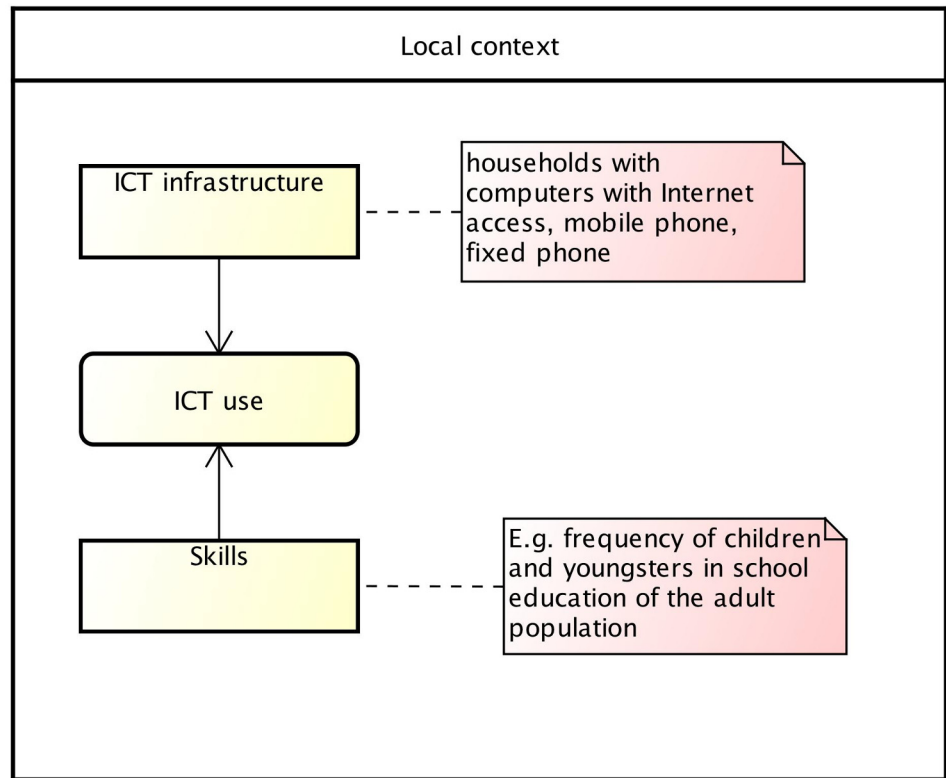 Local context
ICT infrastructure
households with
computers with Internet
access, mobile phone,
fixed phone
ICT use
Skills
E.g. frequency of children
and youngsters in school
education of the adult
population